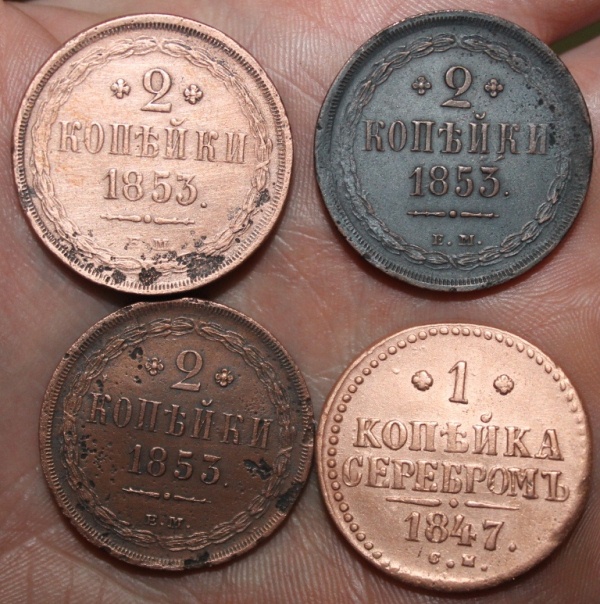 2
КОПѢЙКИ
1853.
Е.М.
2
КОПѢЙКИ
1853.
Е.М.
2
КОПѢЙКИ
1853.
Е.М.
1
КОПѢЙКА
СЕРЕБРОМЪ
1847.
С.М.